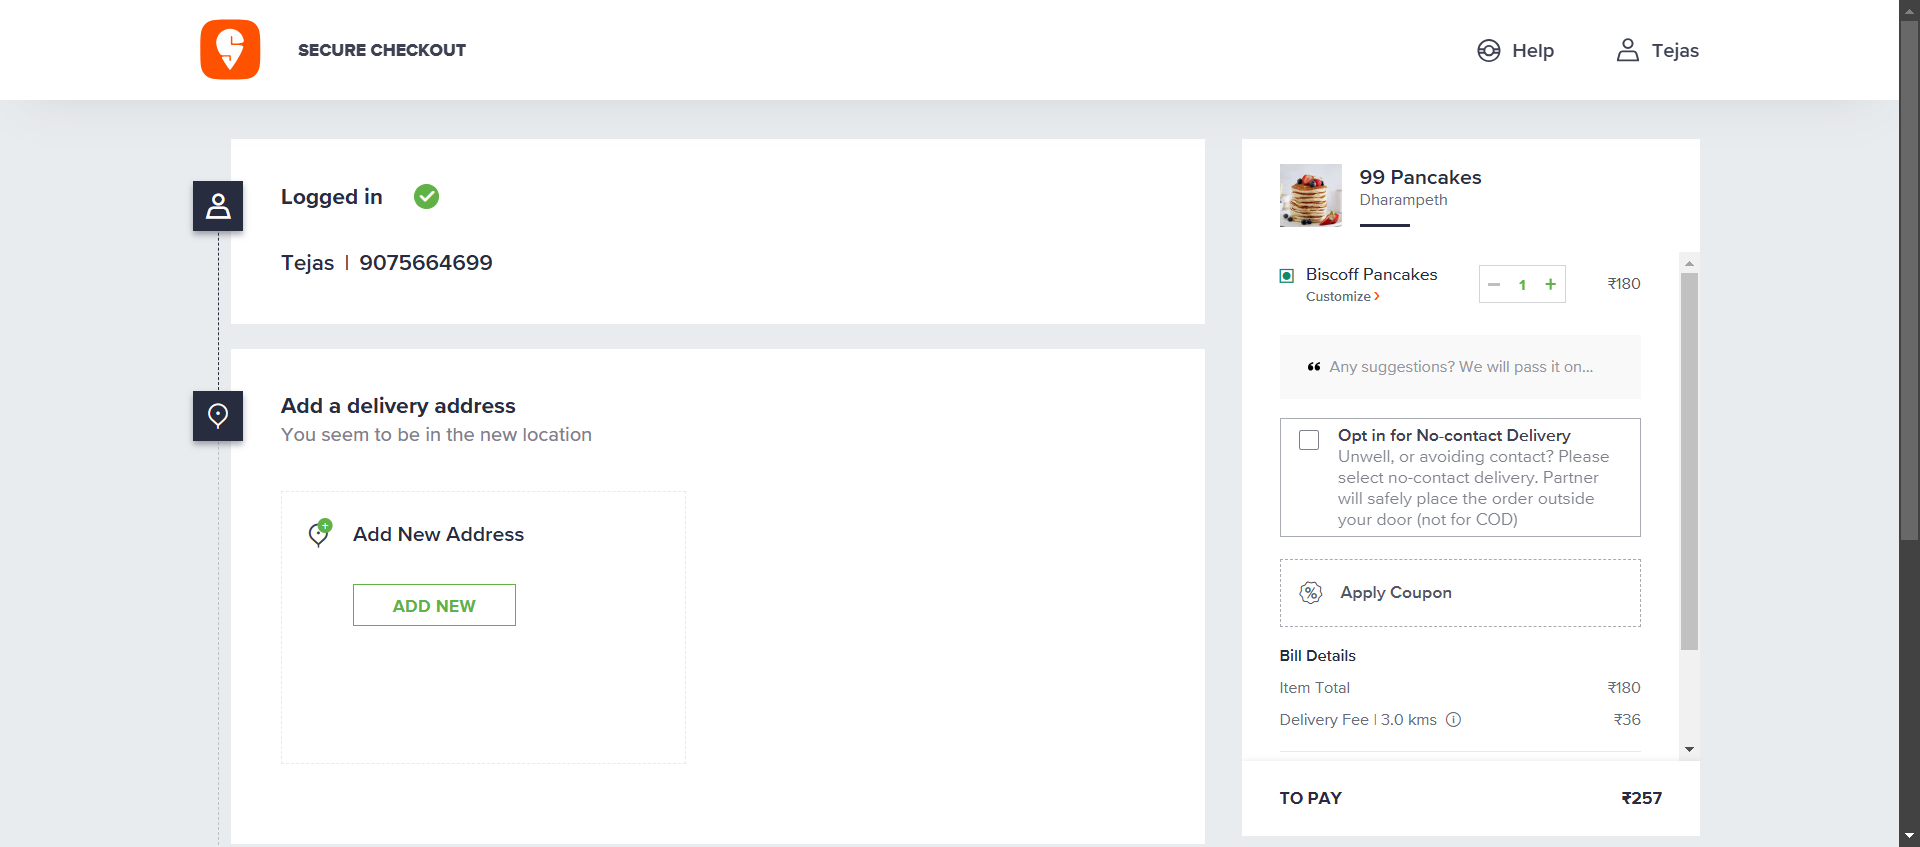 SECURE CHECKOUT
Help
Tejas
Logged in
Tejas | 9075664699
Add a delivery address
You seem to be in the new location
Add New Address
ADD NEW
99 Pancakes
Dharampeth
Biscoff Pancakes
Customize
1
₹180
Any suggestions? We will pass it on...
Opt in for No-contact Delivery
Unwell, or avoiding contact? Please
select no-contact delivery. Partner
will safely place the order outside
your door (not for COD)
Apply Coupon
Bill Details
Item Total ₹180
Delivery Fee | 3.0 kms ₹36
TO PAY ₹257